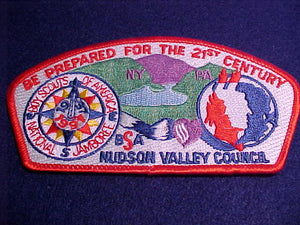 BE PREPARED FOR THE 21ST CENTURY
NY PA
BOY SCOUTS OF AMERICA
NATIONAL JAMBOREE
BSA
HUDSON VALLEY COUNCIL